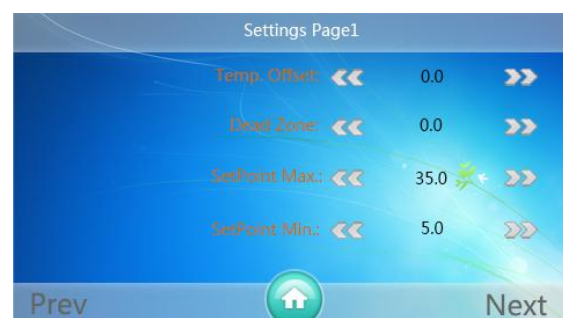 Settings Page1
Temp. Offset: 0.0
Dead Zone: 0.0
SetPoint Max.: 35.0
SetPoint Min.: 5.0
Prev Next